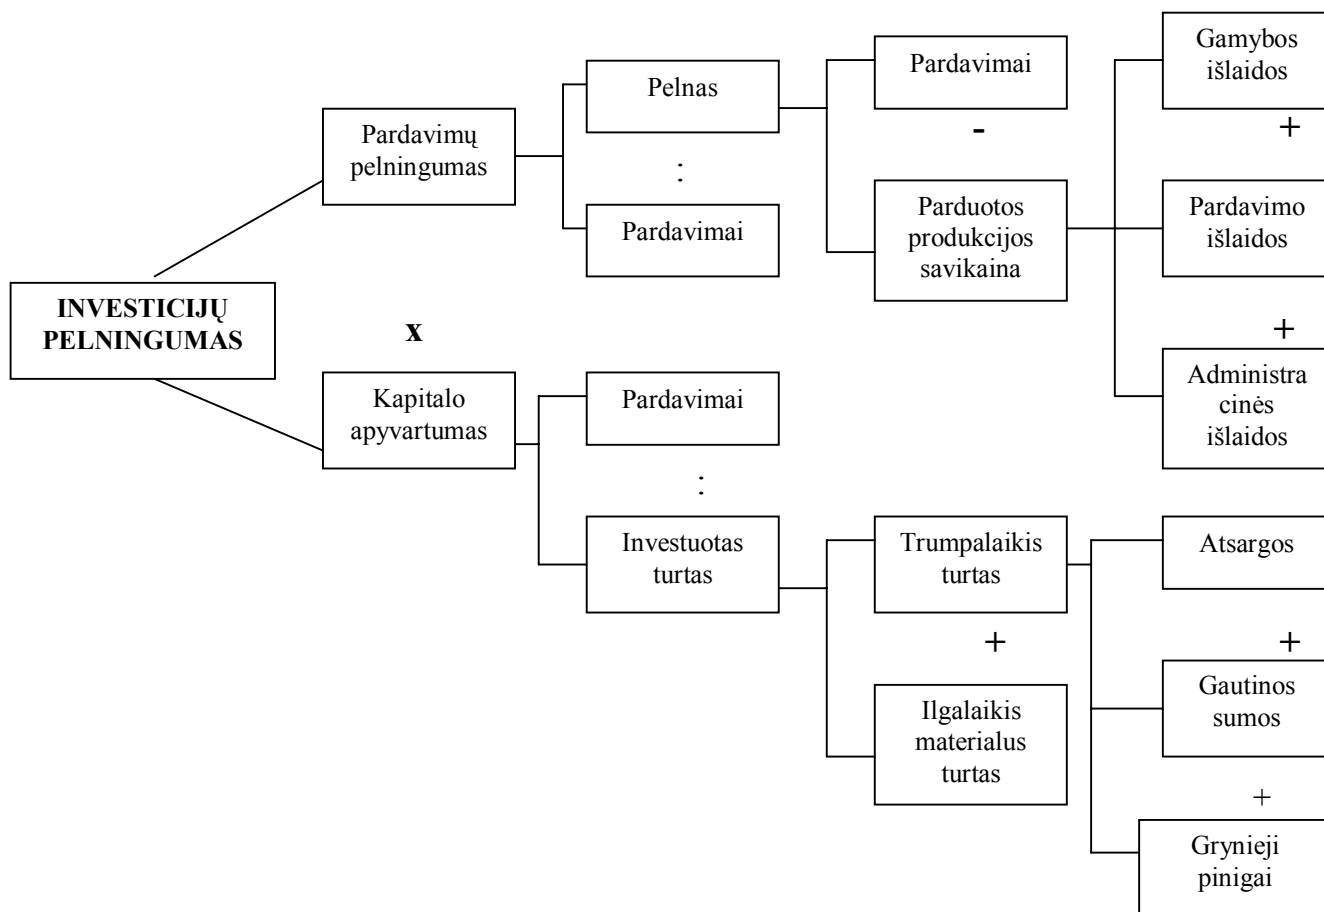 Gamybos
išlaidos
Pardavimai
Pelnas
Pardavimų
pelningumas
-
+
:
Pardavimai
Parduotos
produkcijos
savikaina
Pardavimo
išlaidos
INVESTICIJŲ
PELNINGUMAS
x
+
Kapitalo
apyvartumas
Pardavimai
Administra
cinės
išlaidos
:
Investuotas
turtas
Trumpalaikis
turtas
Atsargos
+
+
Ilgalaikis
materialus
turtas
Gautinos
sumos
+
Grynieji
pinigai